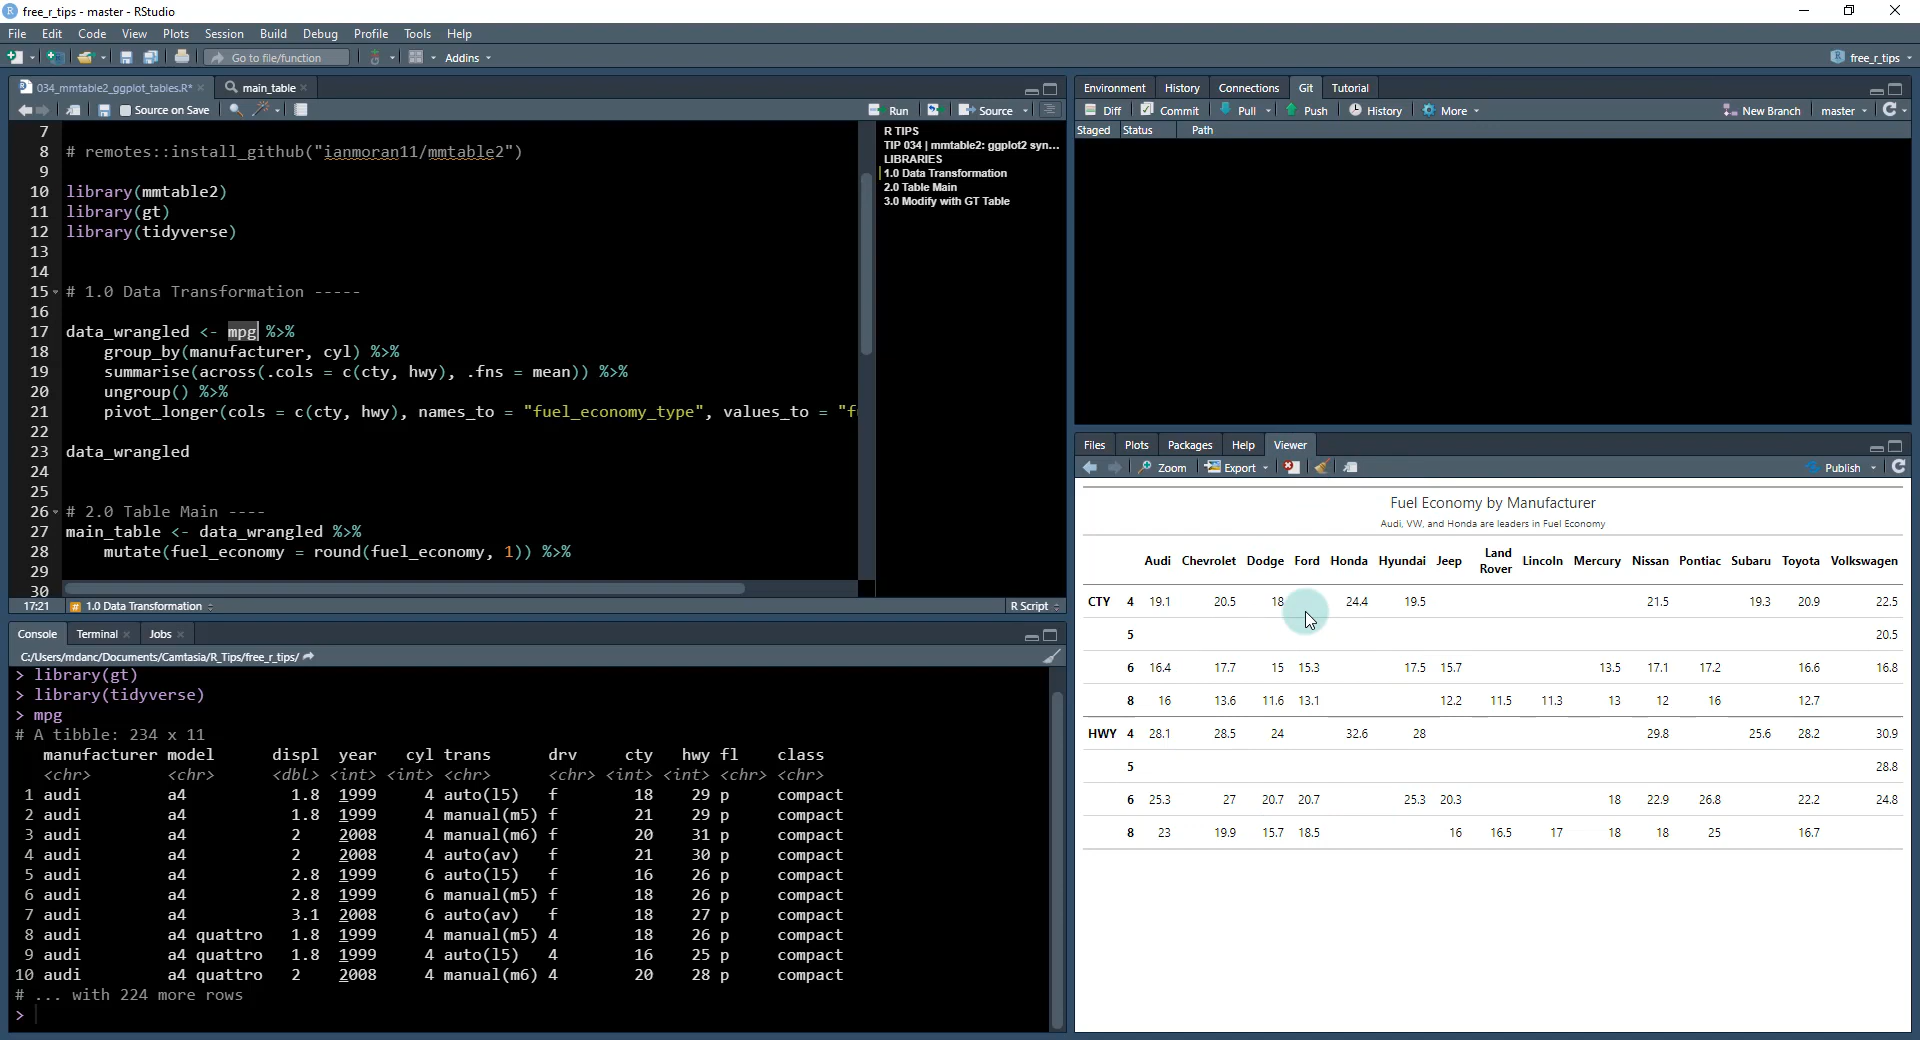 free_r_tips - master - RStudio
File Edit Code View Plots Session Build Debug Profile Tools Help
Go to file/function Addins free_r_tips
034_mmtable2_ggplot_tables.R* main_table
Source on Save Run Source
7
8 # remotes::install_github("ianmoran11/mmtable2")
9
10 library(mmtable2)
11 library(gt)
12 library(tidyverse)
13
14
15 # 1.0 Data Transformation -----
16
17 data_wrangled <- mpg %>%
18 group_by(manufacturer, cyl) %>%
19 summarise(across(.cols = c(cty, hwy), .fns = mean)) %>%
20 ungroup() %>%
21 pivot_longer(cols = c(cty, hwy), names_to = "fuel_economy_type", values_to = "f
22
23 data_wrangled
24
25
26 # 2.0 Table Main ----
27 main_table <- data_wrangled %>%
28 mutate(fuel_economy = round(fuel_economy, 1)) %>%
29
30
17:21 # 1.0 Data Transformation R Script
R TIPS
TIP 034 | mmtable2: ggplot2 syn...
LIBRARIES
1.0 Data Transformation
2.0 Table Main
3.0 Modify with GT Table
Console Terminal Jobs
C:/Users/mdanc/Documents/Camtasia/R_Tips/free_r_tips/
> library(gt)
> library(tidyverse)
> mpg
# A tibble: 234 x 11
manufacturer model displ year cyl trans drv cty hwy fl class
<chr> <chr> <dbl> <int> <int> <chr> <chr> <int> <int> <chr> <chr>
1 audi a4 1.8 1999 4 auto(l5) f 18 29 p compact
2 audi a4 1.8 1999 4 manual(m5) f 21 29 p compact
3 audi a4 2 2008 4 manual(m6) f 20 31 p compact
4 audi a4 2 2008 4 auto(av) f 21 30 p compact
5 audi a4 2.8 1999 6 auto(l5) f 16 26 p compact
6 audi a4 2.8 1999 6 manual(m5) f 18 26 p compact
7 audi a4 3.1 2008 6 auto(av) f 18 27 p compact
8 audi a4 quattro 1.8 1999 4 manual(m5) 4 18 26 p compact
9 audi a4 quattro 1.8 1999 4 auto(l5) 4 16 25 p compact
10 audi a4 quattro 2 2008 4 manual(m6) 4 20 28 p compact
# ... with 224 more rows
>
Environment History Connections Git Tutorial
Diff Commit Pull Push History More New Branch master
Staged Status Path
Files Plots Packages Help Viewer
Zoom Export Publish
Fuel Economy by Manufacturer
Audi, VW, and Honda are leaders in Fuel Economy
Audi Chevrolet Dodge Ford Honda Hyundai Jeep Land Rover Lincoln Mercury Nissan Pontiac Subaru Toyota Volkswagen
CTY 4 19.1 20.5 18 24.4 19.5 21.5 19.3 20.9 22.5
5 20.5
6 16.4 17.7 15 15.3 17.5 15.7 13.5 17.1 17.2 16.6 16.8
8 16 13.6 11.6 13.1 12.2 11.5 11.3 13 12 16 12.7
HWY 4 28.1 28.5 24 32.6 28 29.8 25.6 28.2 30.9
5 28.8
6 25.3 27 20.7 20.7 25.3 20.3 18 22.9 26.8 22.2 24.8
8 23 19.9 15.7 18.5 16 16.5 17 18 18 25 16.7